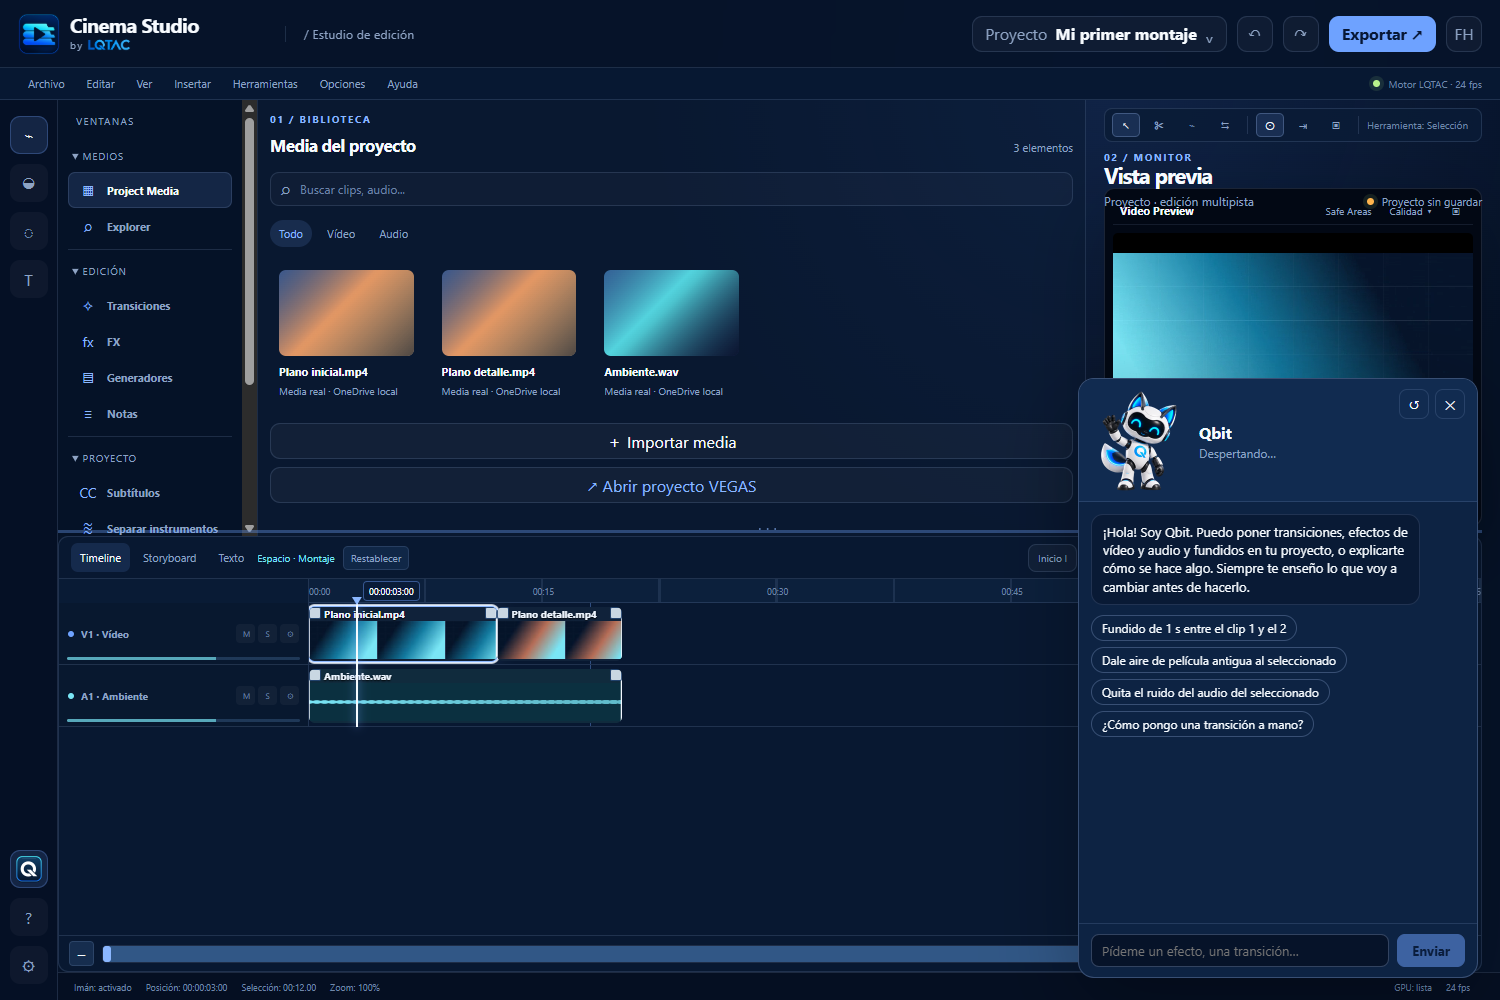 Cinema Studio
by LQTAC
/ Estudio de edición
Proyecto Mi primer montaje v
Exportar ↗
FH
Archivo Editar Ver Insertar Herramientas Opciones Ayuda
Motor LQTAC · 24 fps
VENTANAS
▼ MEDIOS
Project Media
Explorer
▼ EDICIÓN
Transiciones
fx FX
Generadores
Notas
▼ PROYECTO
CC Subtítulos
Separar instrumentos
T
Q
?
01 / BIBLIOTECA
Media del proyecto
3 elementos
Buscar clips, audio...
Todo Vídeo Audio
Plano inicial.mp4
Media real · OneDrive local
Plano detalle.mp4
Media real · OneDrive local
Ambiente.wav
Media real · OneDrive local
+ Importar media
↗ Abrir proyecto VEGAS
Herramienta: Selección
02 / MONITOR
Vista previa
Proyecto · edición multipista
Proyecto sin guardar
Video Preview
Safe Areas Calidad ▾
Timeline Storyboard Texto Espacio · Montaje Restablecer
Inicio I
00:00 00:00:03:00 00:15 00:30 00:45
V1 · Vídeo M S
Plano inicial.mp4 Plano detalle.mp4
A1 · Ambiente M S
Ambiente.wav
Qbit
Despertando...
¡Hola! Soy Qbit. Puedo poner transiciones, efectos de
vídeo y audio y fundidos en tu proyecto, o explicarte
cómo se hace algo. Siempre te enseño lo que voy a
cambiar antes de hacerlo.
Fundido de 1 s entre el clip 1 y el 2
Dale aire de película antigua al seleccionado
Quita el ruido del audio del seleccionado
¿Cómo pongo una transición a mano?
Pídeme un efecto, una transición...
Enviar
Imán: activado Posición: 00:00:03:00 Selección: 00:12.00 Zoom: 100%
GPU: lista 24 fps